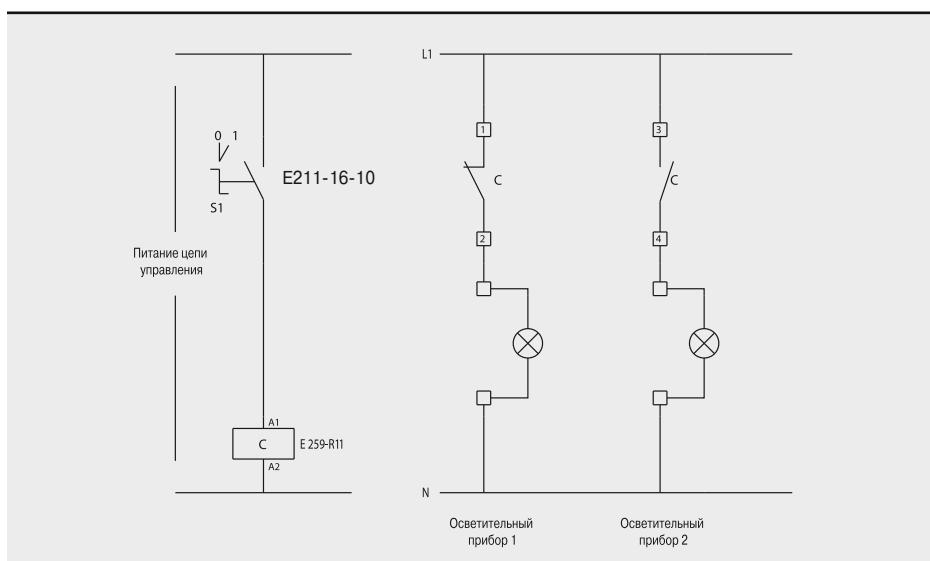 L1
0 1
E211-16-10
S1
Питание цепи
управления
A1
C
E 259-R11
A2
1
3
C
C
2
4
N
Осветительный
прибор 1
Осветительный
прибор 2